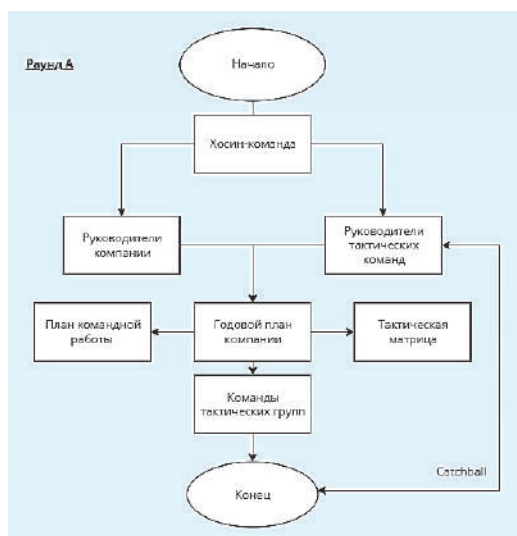 Раунд А
Начало
Хосин-команда
Руководители
компании
Руководители
тактических
команд
План командной
работы
Годовой план
компании
Тактическая
матрица
Команды
тактических групп
Catchball
Конец